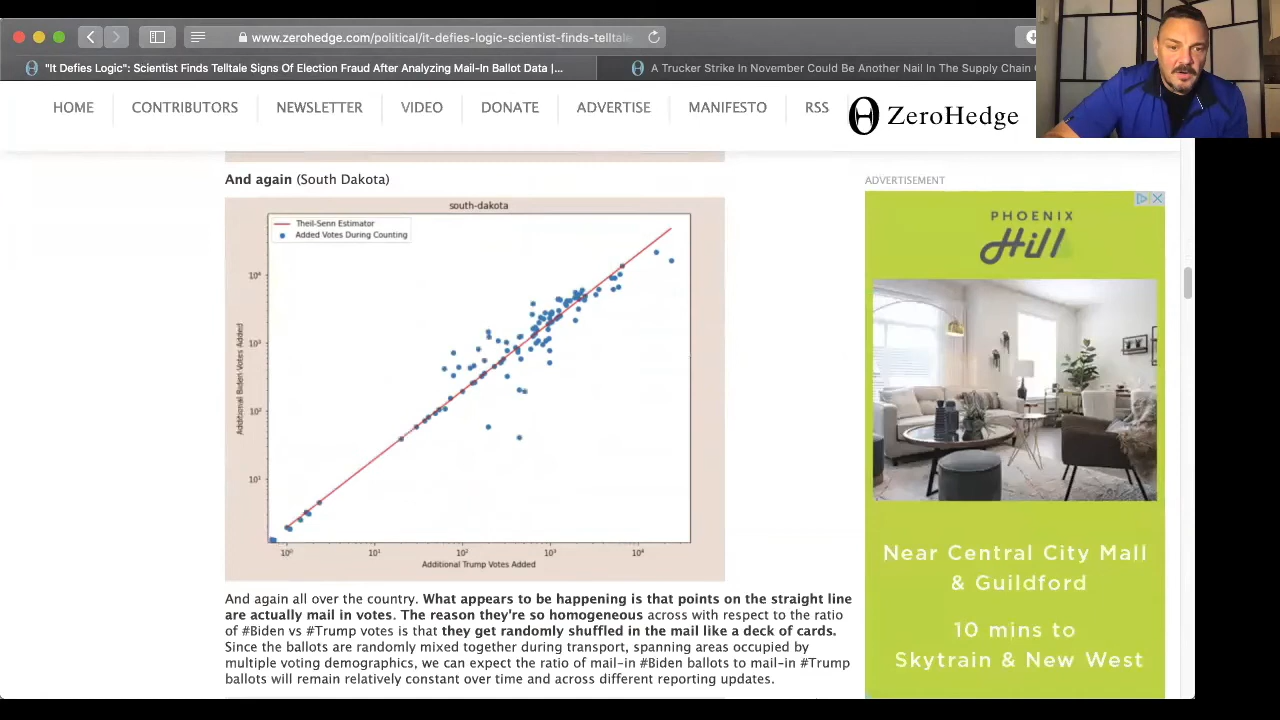 www.zerohedge.com/political/it-defies-logic-scientist-finds-telltale
"It Defies Logic": Scientist Finds Telltale Signs Of Election Fraud After Analyzing Mail-In Ballot Data |...
A Trucker Strike In November Could Be Another Nail In The Supply Chain
HOME
CONTRIBUTORS
NEWSLETTER
VIDEO
DONATE
ADVERTISE
MANIFESTO
RSS
ZeroHedge
And again (South Dakota)
south-dakota
Theil-Senn Estimator
Added Votes During Counting
10⁴
10³
10²
10¹
Additional Biden Votes Added
10⁰ 10¹ 10² 10³ 10⁴
Additional Trump Votes Added
And again all over the country. What appears to be happening is that points on the straight line
are actually mail in votes. The reason they're so homogeneous across with respect to the ratio
of #Biden vs #Trump votes is that they get randomly shuffled in the mail like a deck of cards.
Since the ballots are randomly mixed together during transport, spanning areas occupied by
multiple voting demographics, we can expect the ratio of mail-in #Biden ballots to mail-in #Trump
ballots will remain relatively constant over time and across different reporting updates.
ADVERTISEMENT
PHOENIX
Hill
Near Central City Mall
& Guildford
10 mins to
Skytrain & New West